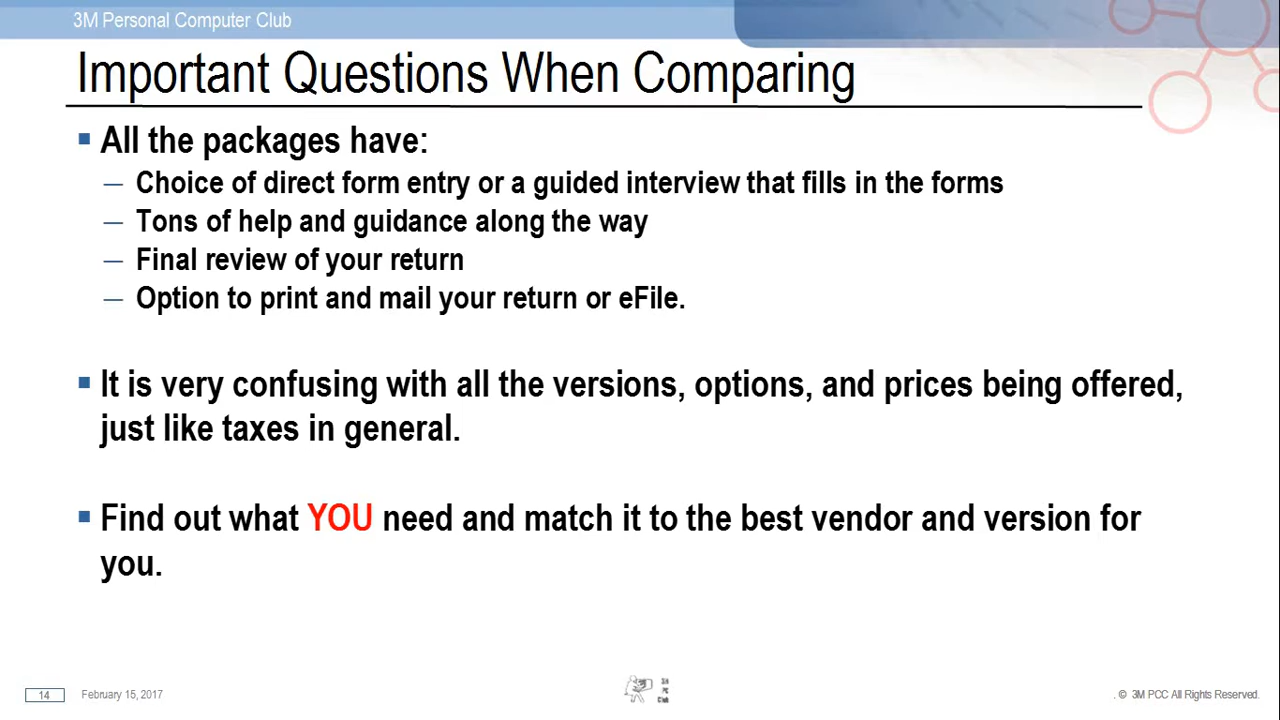 3M Personal Computer Club
Important Questions When Comparing
All the packages have:
Choice of direct form entry or a guided interview that fills in the forms
Tons of help and guidance along the way
Final review of your return
Option to print and mail your return or eFile.
It is very confusing with all the versions, options, and prices being offered,
just like taxes in general.
Find out what YOU need and match it to the best vendor and version for
you.
14
February 15, 2017
3M
PC
Club
. © 3M PCC All Rights Reserved.